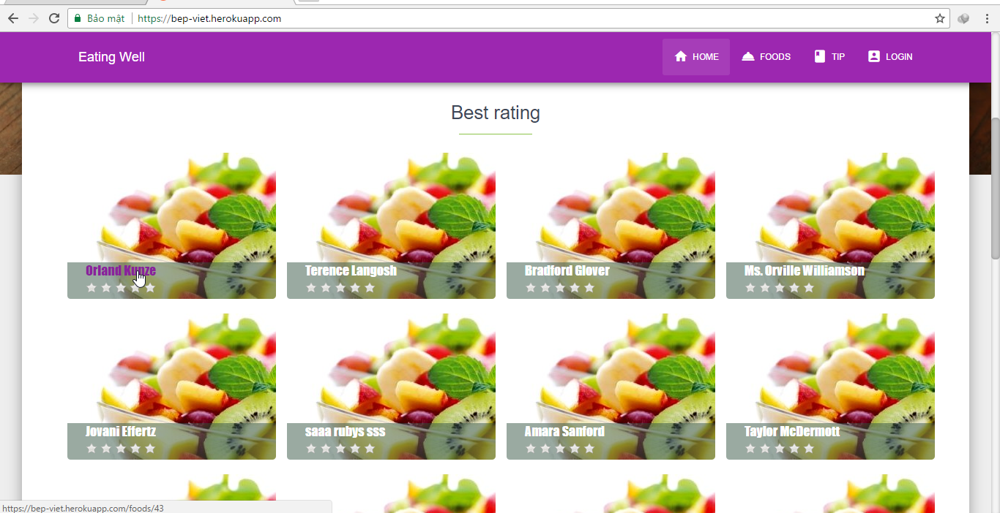 Bảo mật https://bep-viet.herokuapp.com
Eating Well HOME FOODS TIP LOGIN
Best rating
Orland Kunze Terence Langosh Bradford Glover Ms. Orville Williamson
Jovani Effertz saaa rubys sss Amara Sanford Taylor McDermott
https://bep-viet.herokuapp.com/foods/43